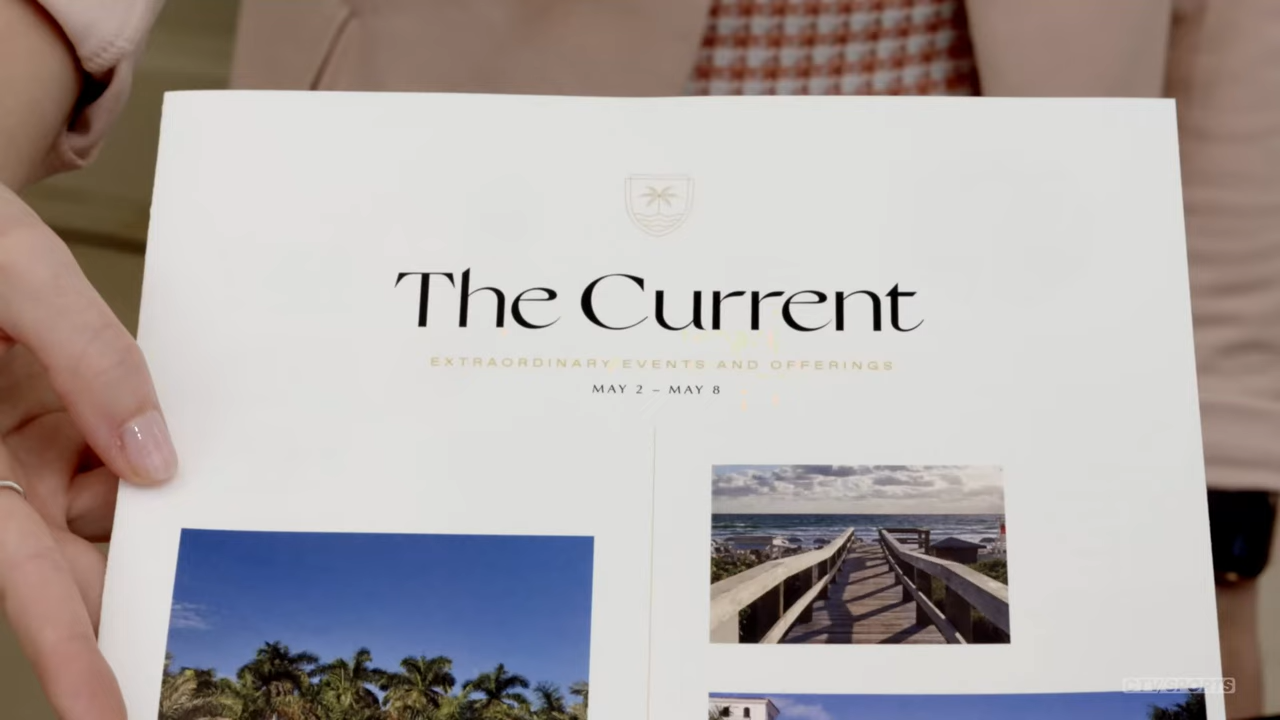 The Current
EXTRAORDINARY EVENTS AND OFFERINGS
MAY 2 – MAY 8